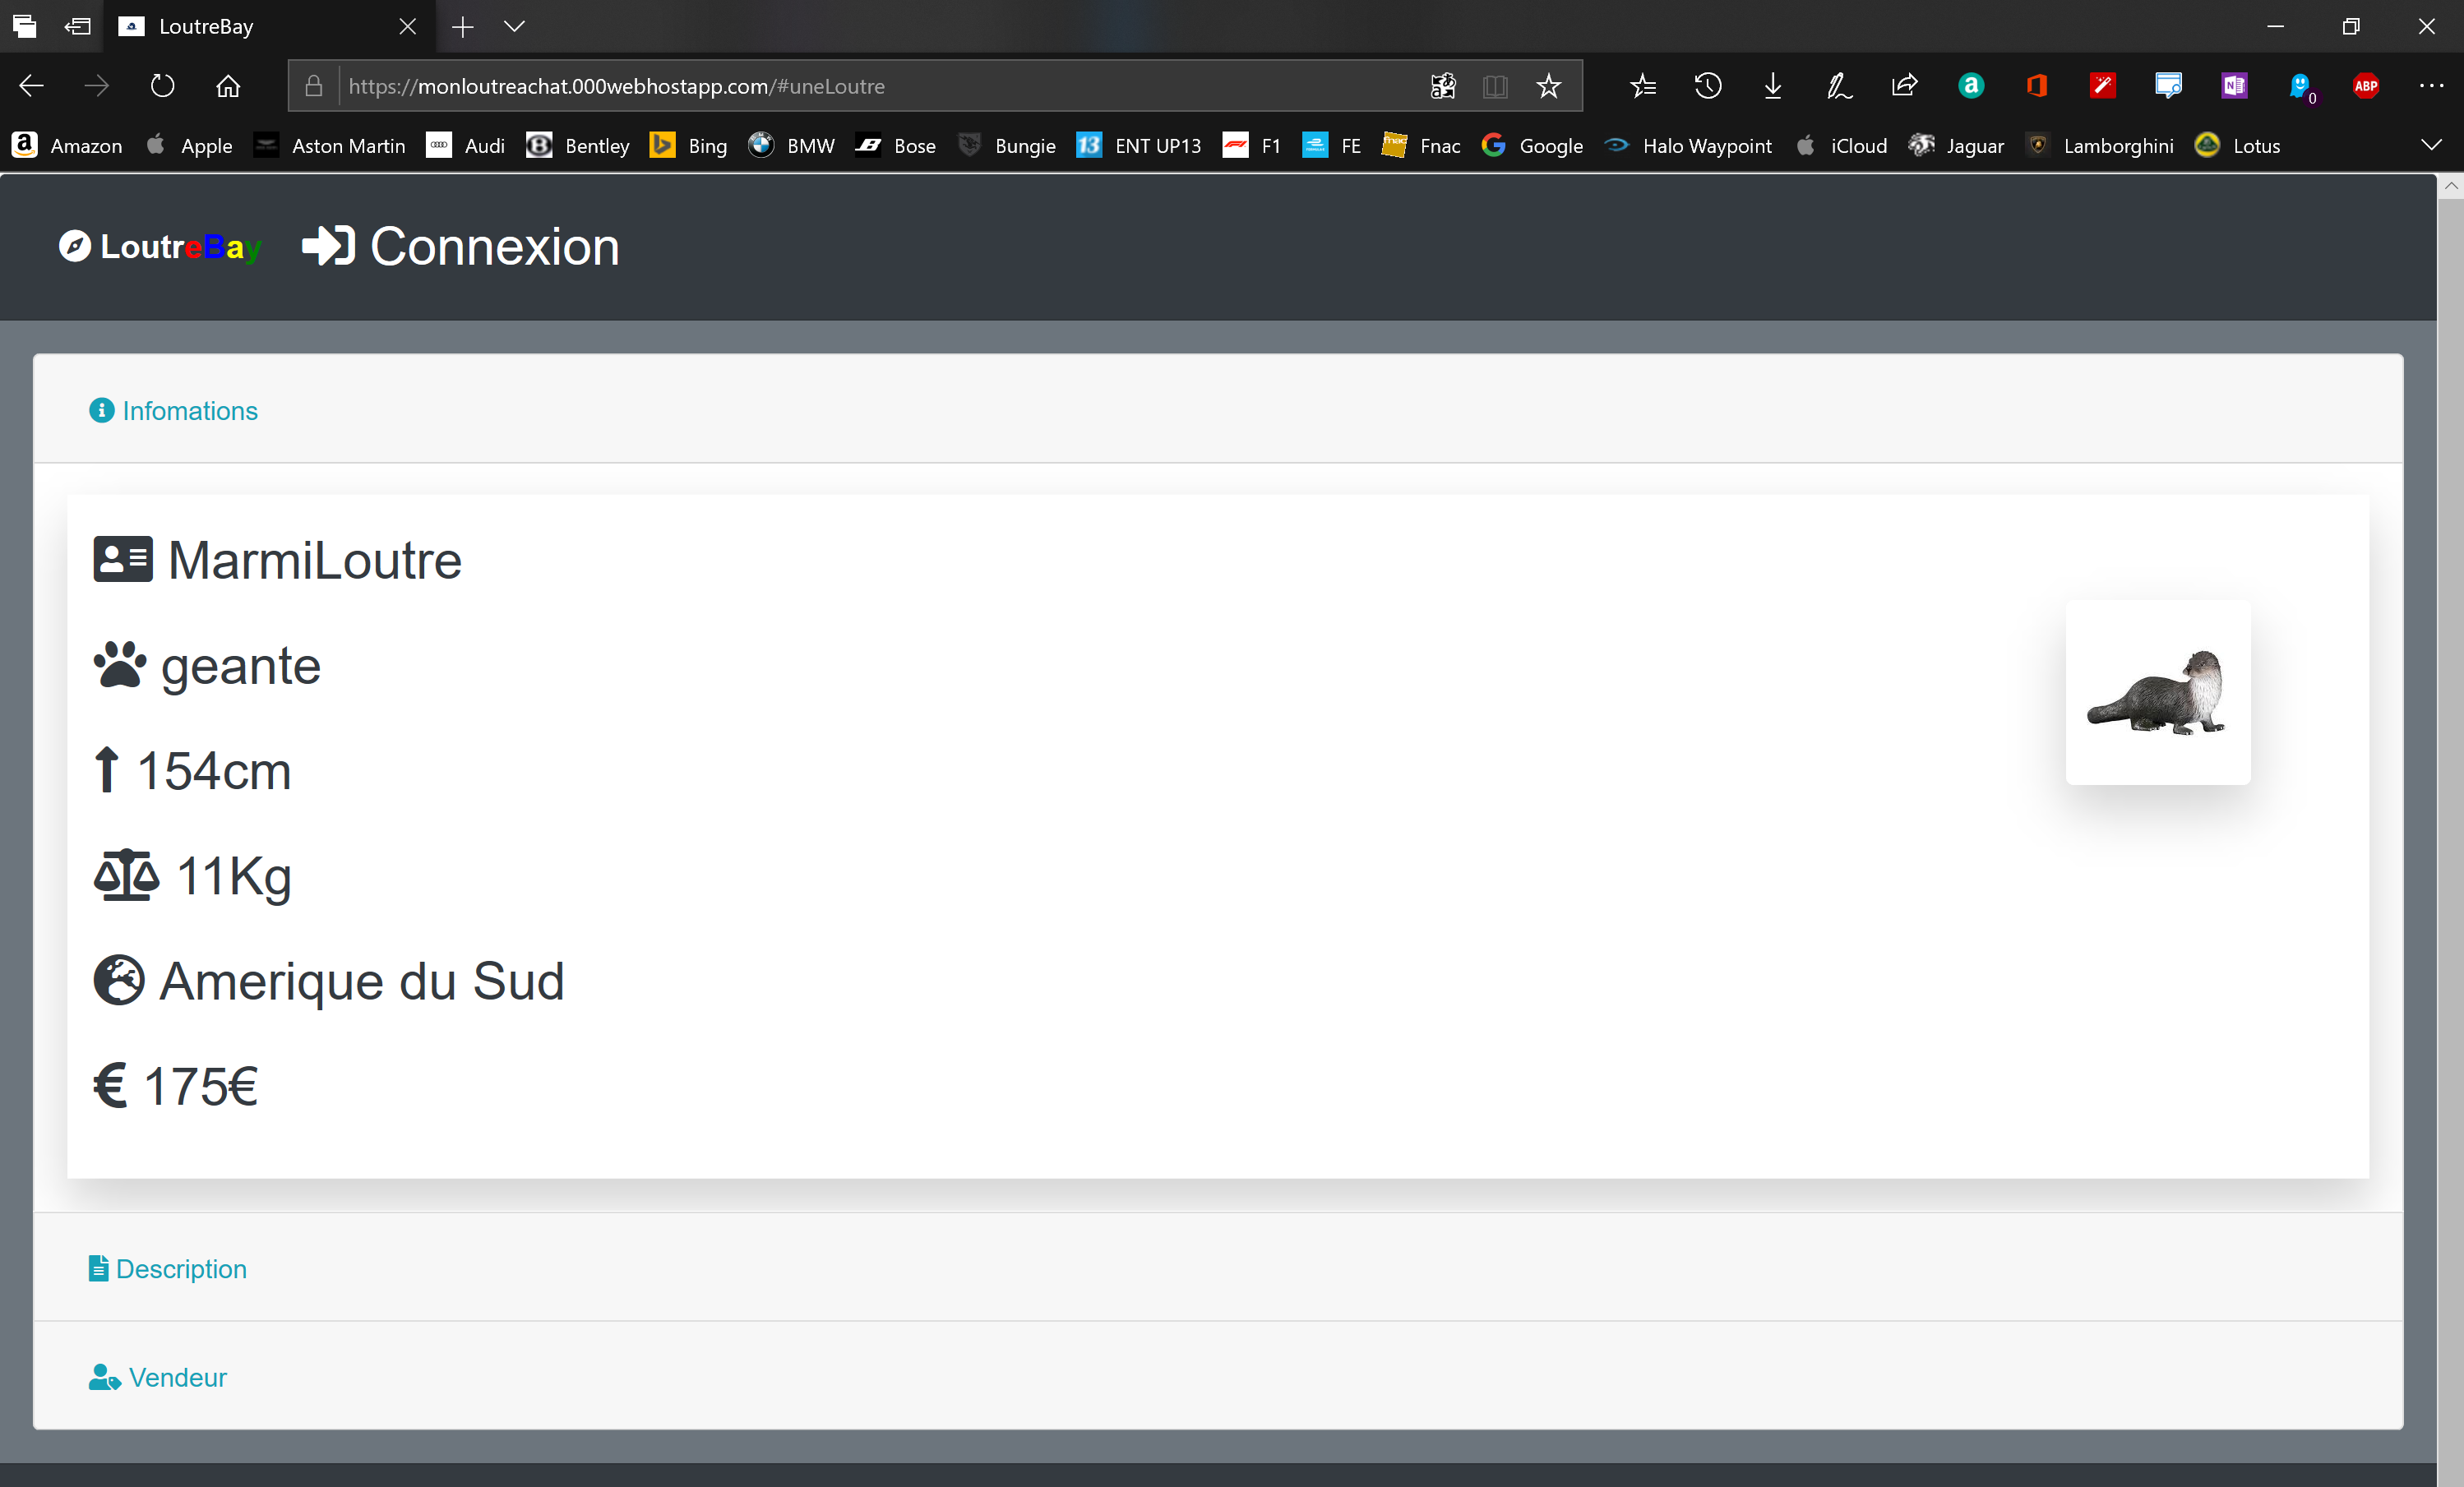 LoutreBay
https://monloutreachat.000webhostapp.com/#uneLoutre
a
0
ABP
Amazon Apple Aston Martin Audi Bentley Bing BMW Bose Bungie 13 ENT UP13 F1 FE fnac Fnac Google Halo Waypoint iCloud Jaguar Lamborghini Lotus
LoutreBay Connexion
Infomations
MarmiLoutre
geante
154cm
11Kg
Amerique du Sud
€ 175€
Description
Vendeur